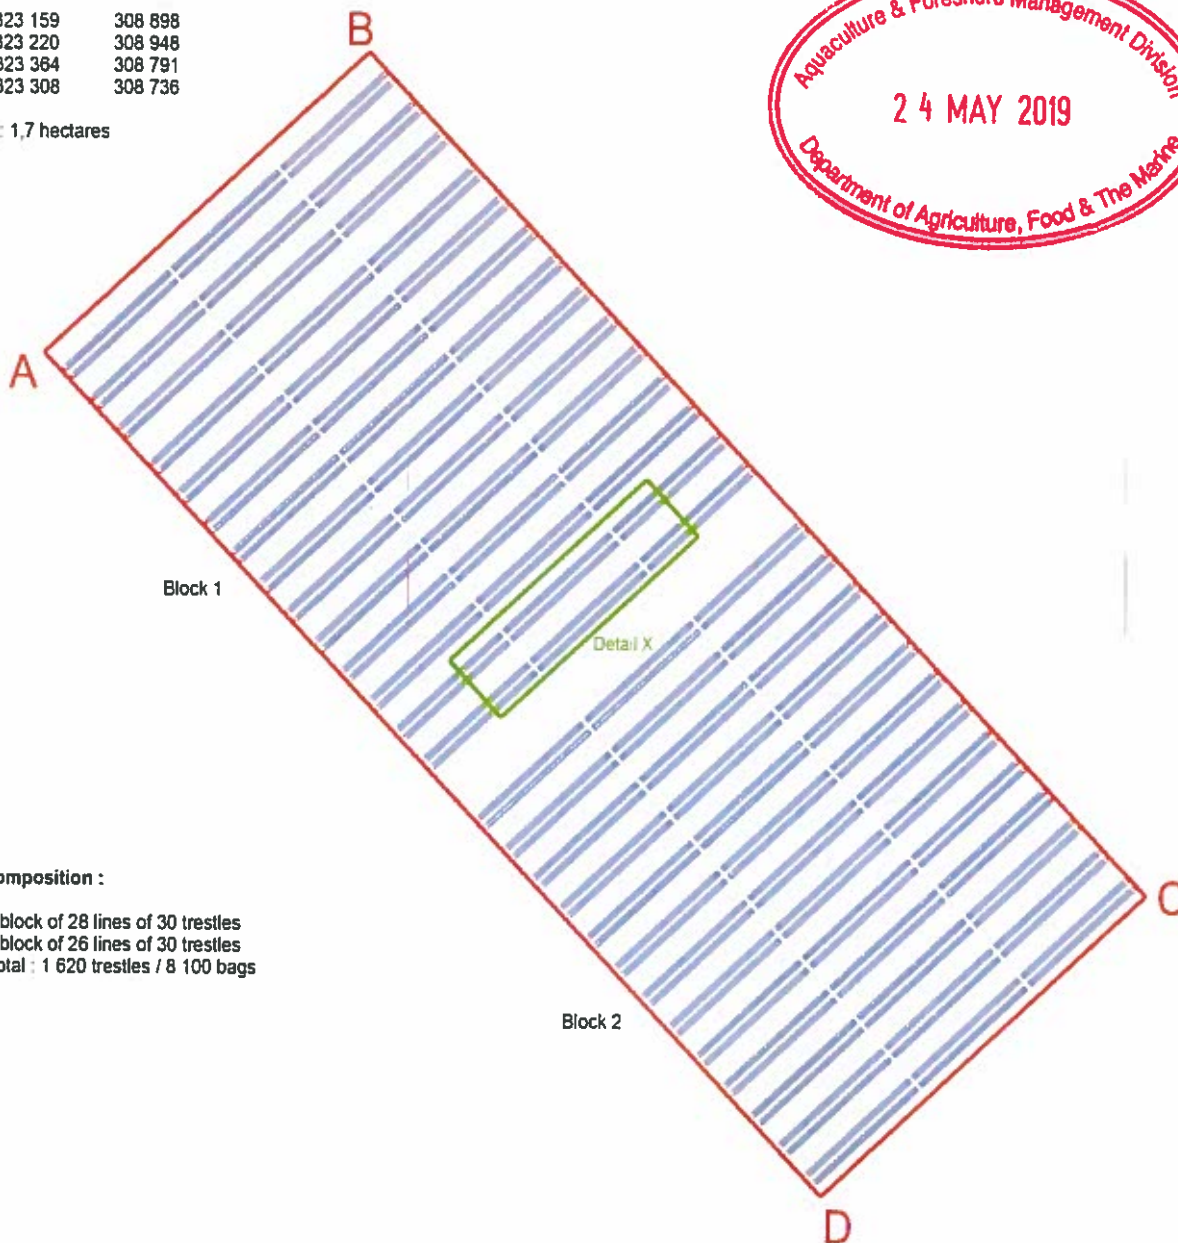 323 159 308 898
323 220 308 948
323 364 308 791
323 308 308 736
: 1,7 hectares
B
Aquaculture & Foreshore Management Division
24 MAY 2019
Department of Agriculture, Food & The Marine
A
Block 1
Detail X
omposition :
block of 28 lines of 30 trestles
block of 26 lines of 30 trestles
otal : 1 620 trestles / 8 100 bags
C
Block 2
D